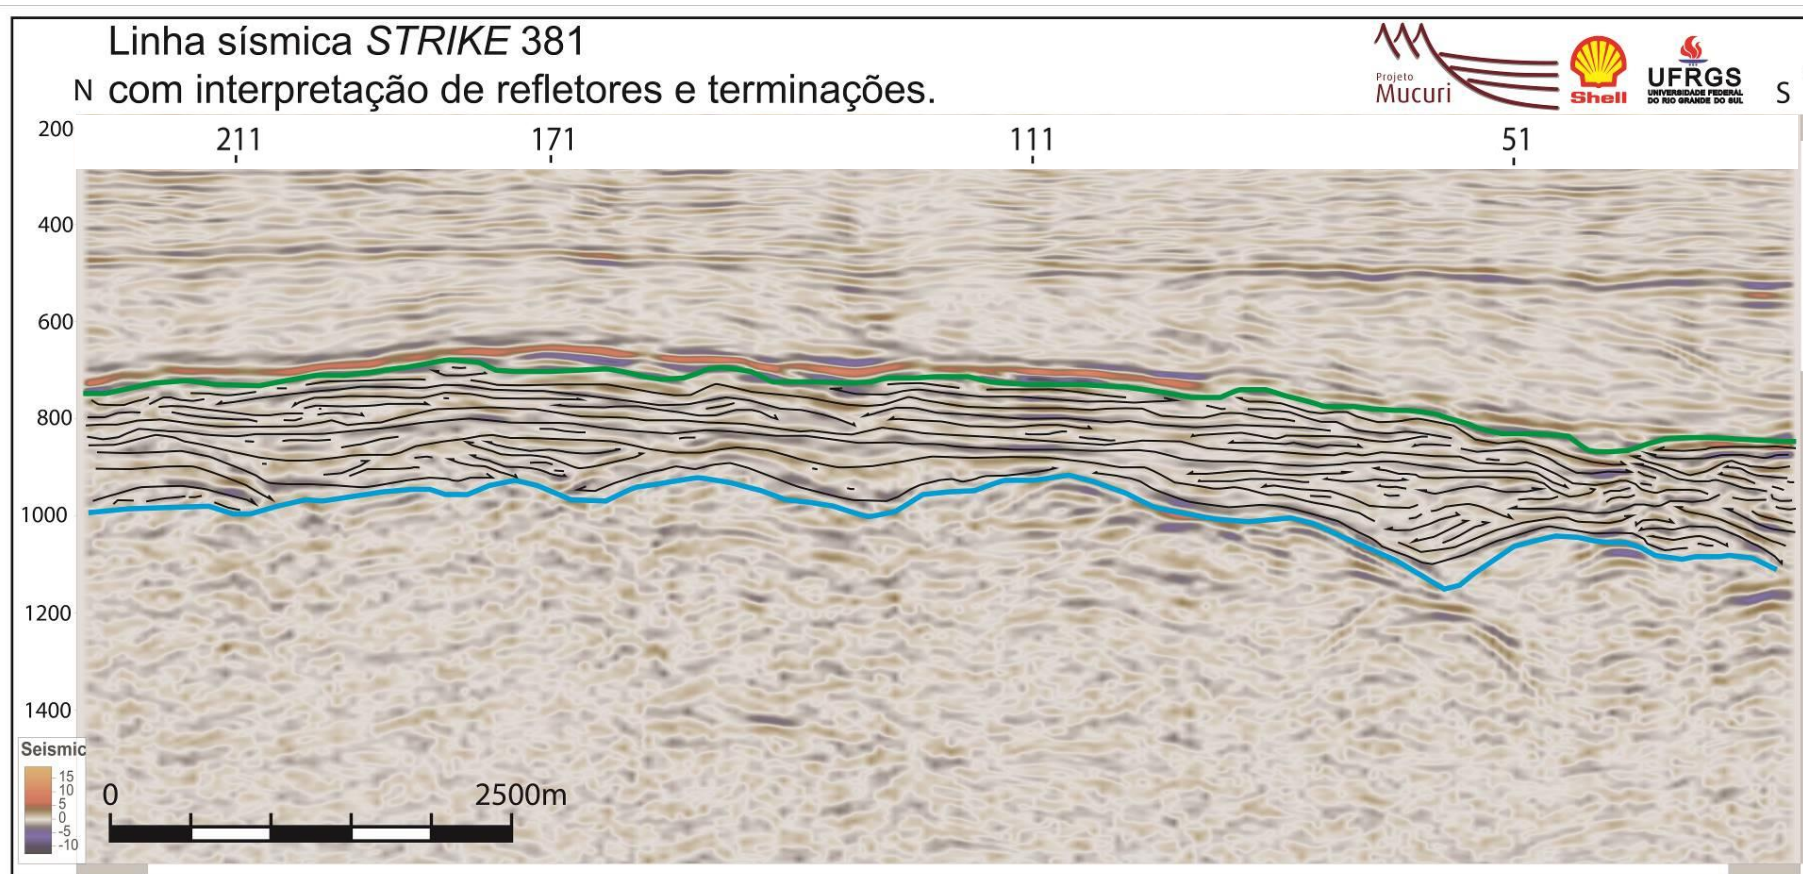 Linha sísmica STRIKE 381
N com interpretação de refletores e terminações.
Projeto
Mucuri
Shell
UFRGS
UNIVERSIDADE FEDERAL
DO RIO GRANDE DO SUL
S
211 171 111 51
200
400
600
800
1000
1200
1400
Seismic
15
10
5
0
-5
-10
0 2500m